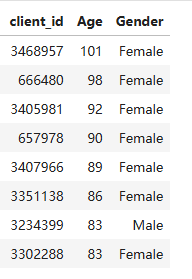 client_id Age Gender
3468957 101 Female
666480 98 Female
3405981 92 Female
657978 90 Female
3407966 89 Female
3351138 86 Female
3234399 83 Male
3302288 83 Female